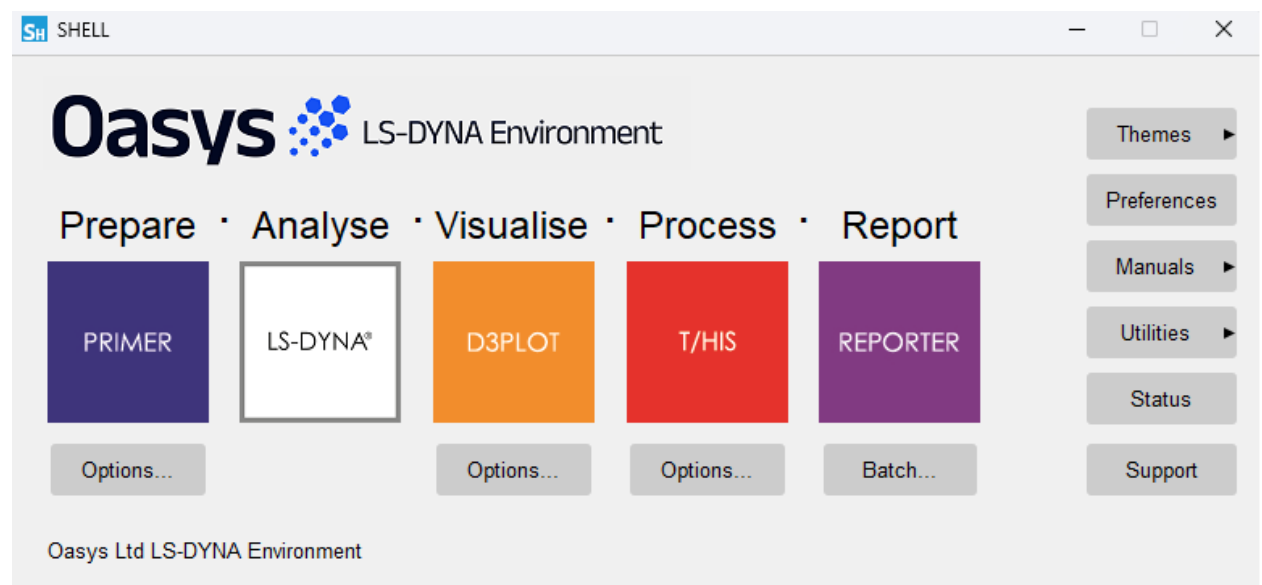 SH SHELL
Oasys LS-DYNA Environment
Themes
Preferences
Prepare · Analyse · Visualise · Process · Report
Manuals
PRIMER LS-DYNA® D3PLOT T/HIS REPORTER
Utilities
Status
Options... Options... Options... Batch... Support
Oasys Ltd LS-DYNA Environment